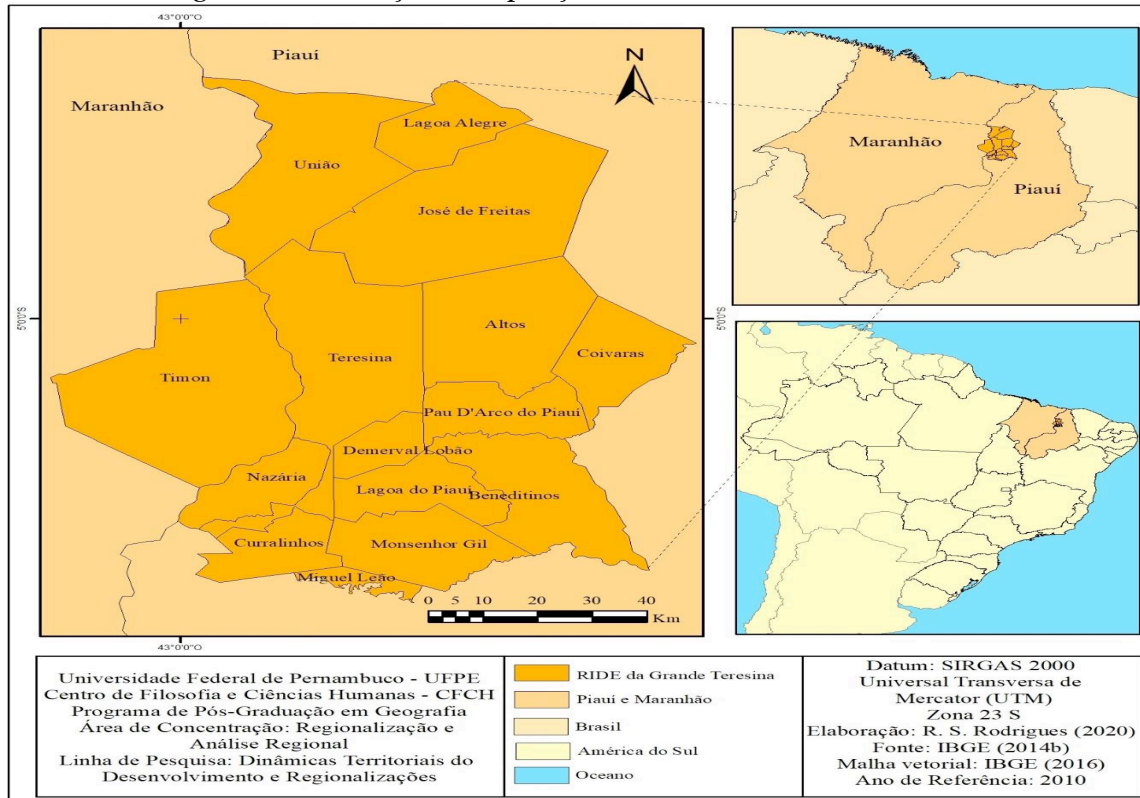 43°0'0"O
Piauí
Maranhão
N
Lagoa Alegre
União
José de Freitas
Altos
Coivaras
Teresina
Timon
Pau D'Arco do Piauí
Demerval Lobão
Nazária
Lagoa do Piauí
Beneditinos
Curralinhos
Monsenhor Gil
Miguel Leão
0 5 10 20 30 40
Km
5°0'0"S
5°0'0"S
43°0'0"O
Maranhão
Piauí
Universidade Federal de Pernambuco - UFPE
Centro de Filosofia e Ciências Humanas - CFCH
Programa de Pós-Graduação em Geografia
Área de Concentração: Regionalização e
Análise Regional
Linha de Pesquisa: Dinâmicas Territoriais do
Desenvolvimento e Regionalizações
RIDE da Grande Teresina
Piauí e Maranhão
Brasil
América do Sul
Oceano
Datum: SIRGAS 2000
Universal Transversa de
Mercator (UTM)
Zona 23 S
Elaboração: R. S. Rodrigues (2020)
Fonte: IBGE (2014b)
Malha vetorial: IBGE (2016)
Ano de Referência: 2010